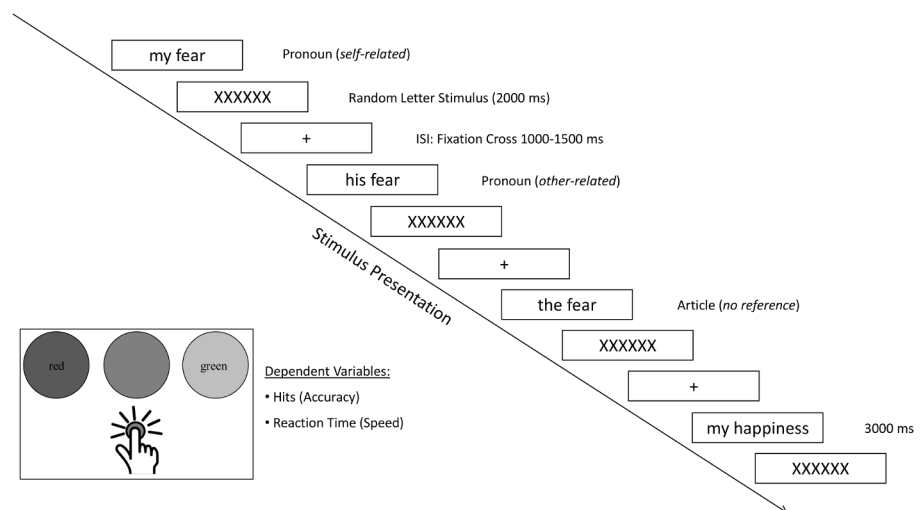 my fear
Pronoun (self-related)
XXXXXX
Random Letter Stimulus (2000 ms)
+
ISI: Fixation Cross 1000-1500 ms
his fear
Pronoun (other-related)
XXXXXX
+
the fear
Article (no reference)
XXXXXX
+
my happiness
3000 ms
XXXXXX
Stimulus Presentation
red
green
Dependent Variables:
• Hits (Accuracy)
• Reaction Time (Speed)